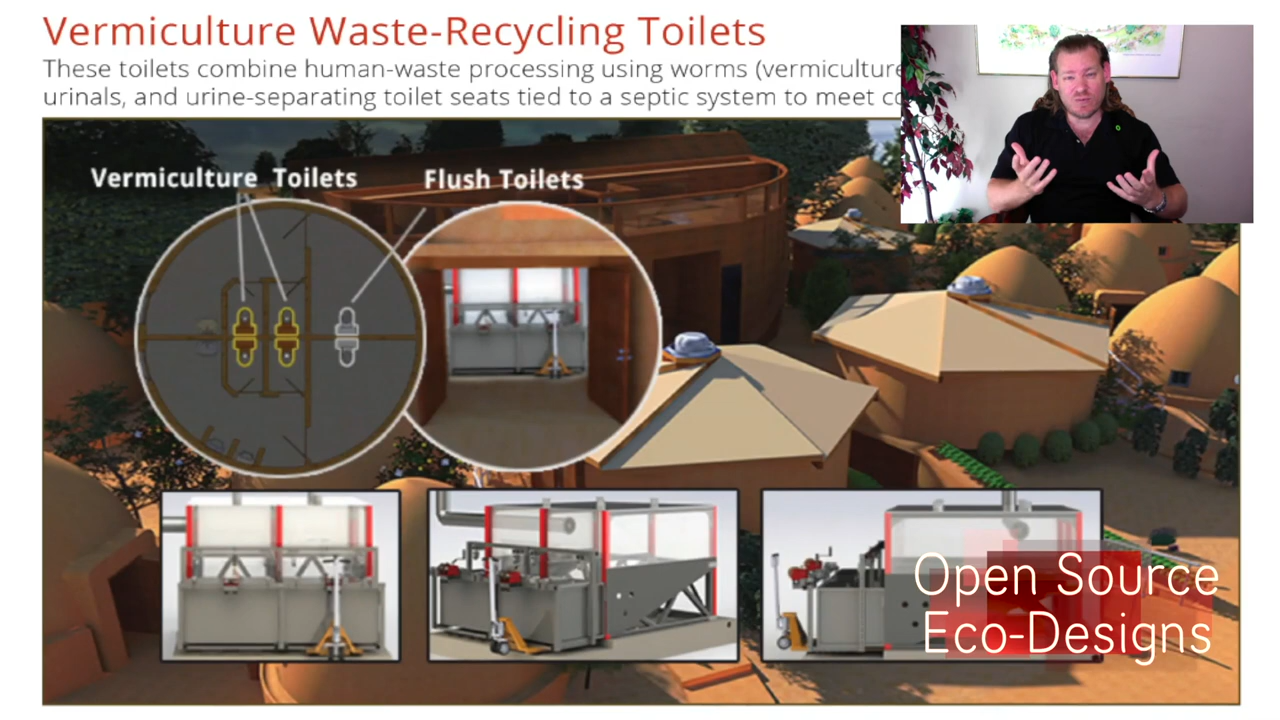 Vermiculture Waste-Recycling Toilets
These toilets combine human-waste processing using worms (vermiculture
urinals, and urine-separating toilet seats tied to a septic system to meet
Vermiculture Toilets
Flush Toilets
Open Source
Eco-Designs